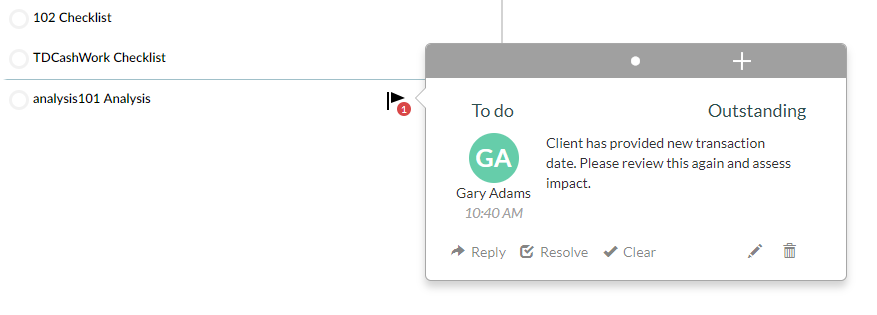 102 Checklist
TDCashWork Checklist
analysis101 Analysis
1
To do
Outstanding
GA
Gary Adams
10:40 AM
Client has provided new transaction
date. Please review this again and assess
impact.
Reply
Resolve
Clear